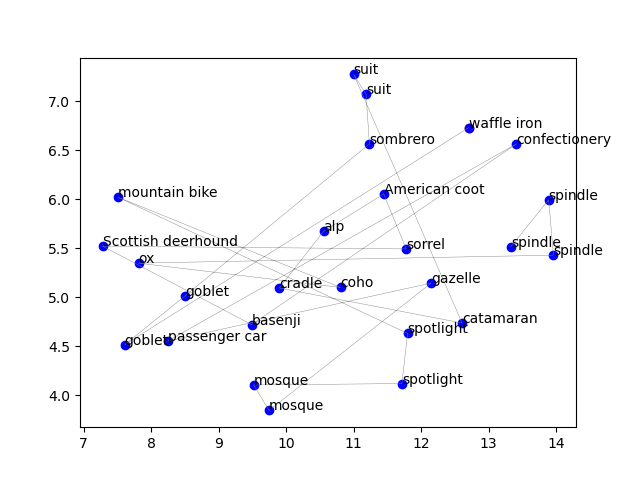 suit
suit
waffle iron
sombrero
confectionery
mountain bike
American coot
spindle
alp
Scottish deerhound
sorrel
spindle
spindle
ox
goblet
cradle
coho
gazelle
basenji
catamaran
goblet
passenger car
spotlight
mosque
spotlight
mosque
7.0
6.5
6.0
5.5
5.0
4.5
4.0
7 8 9 10 11 12 13 14